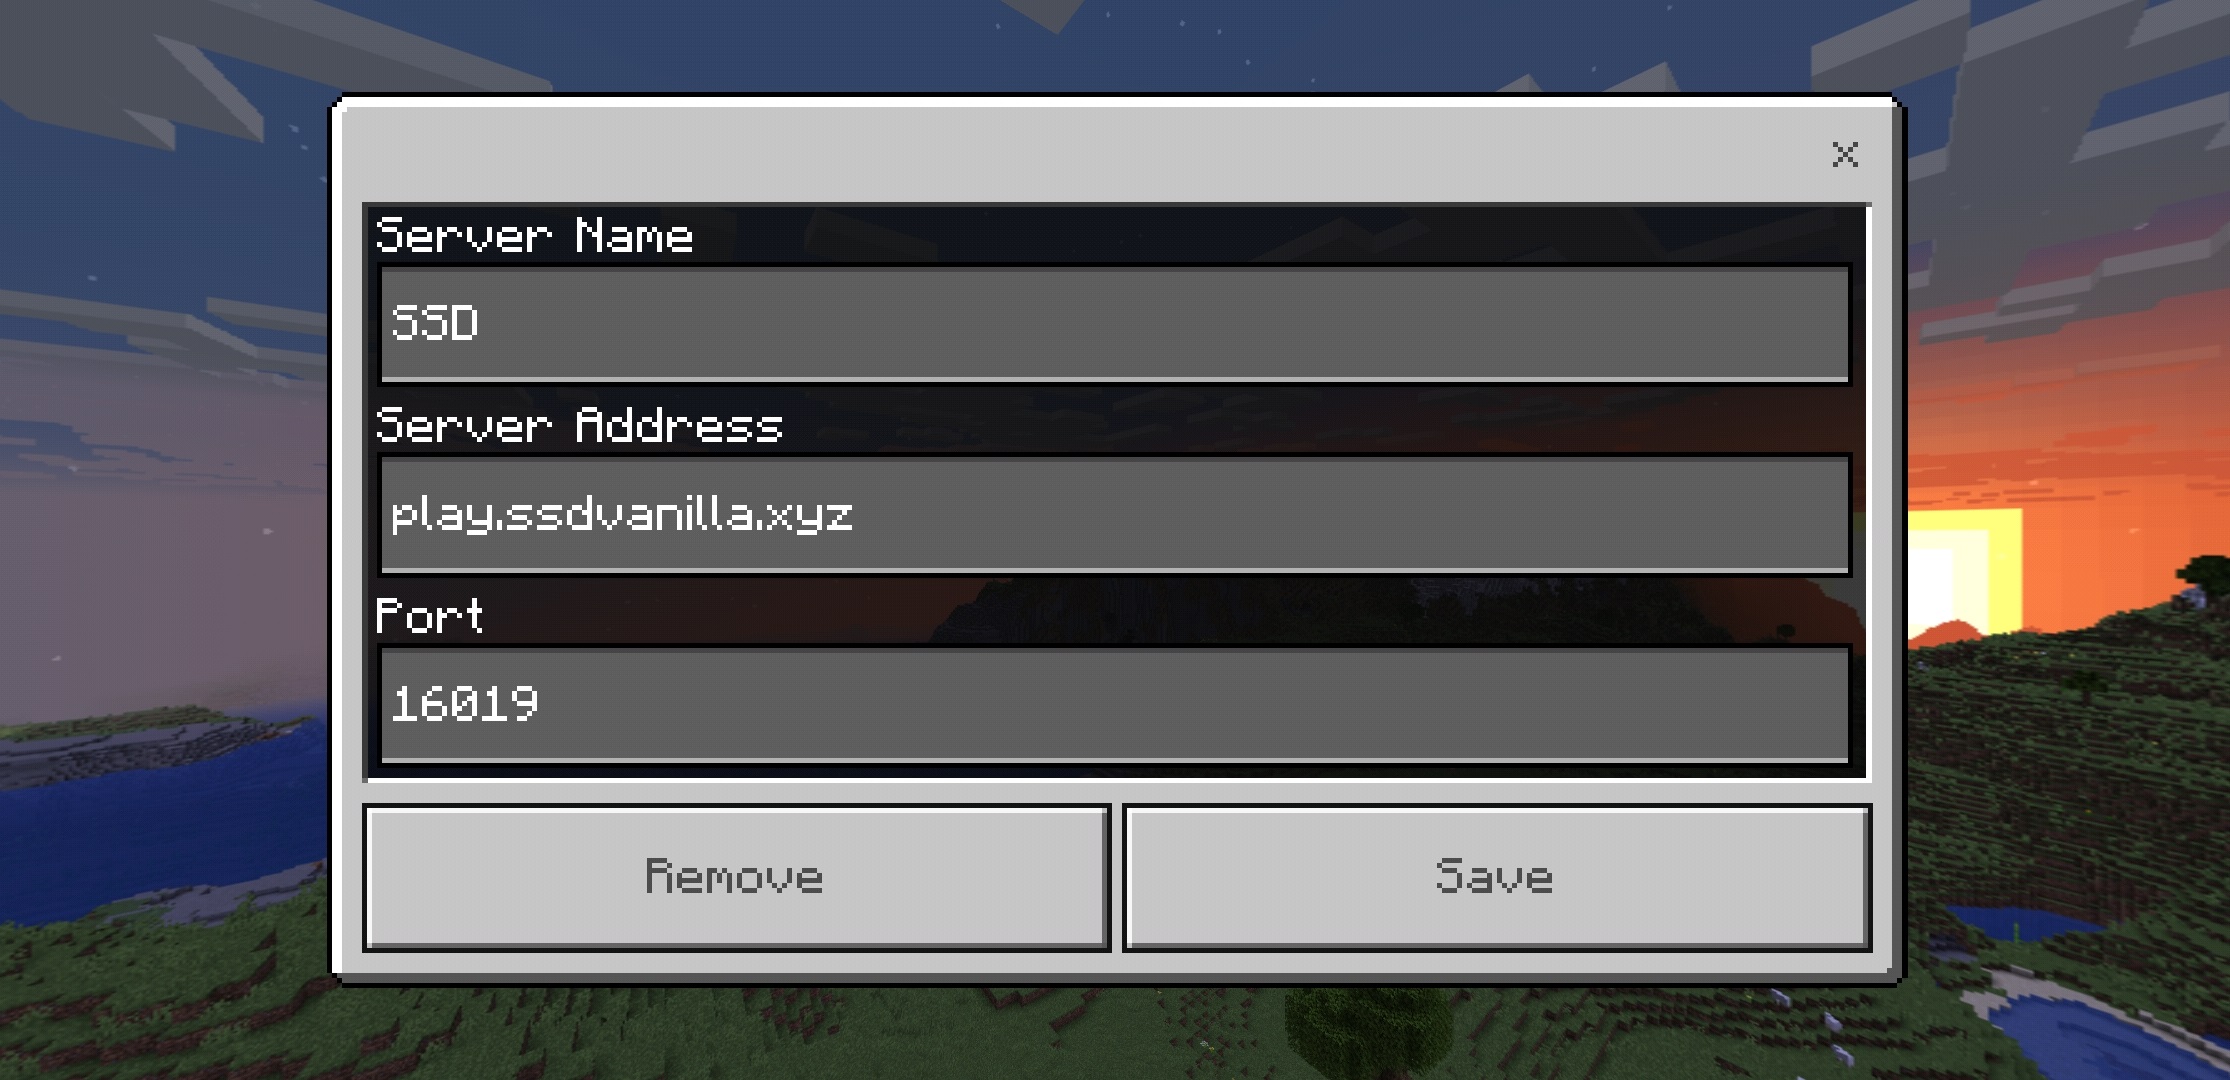 Server Name
SSD
Server Address
play.ssdvanilla.xyz
Port
16019
Remove
Save